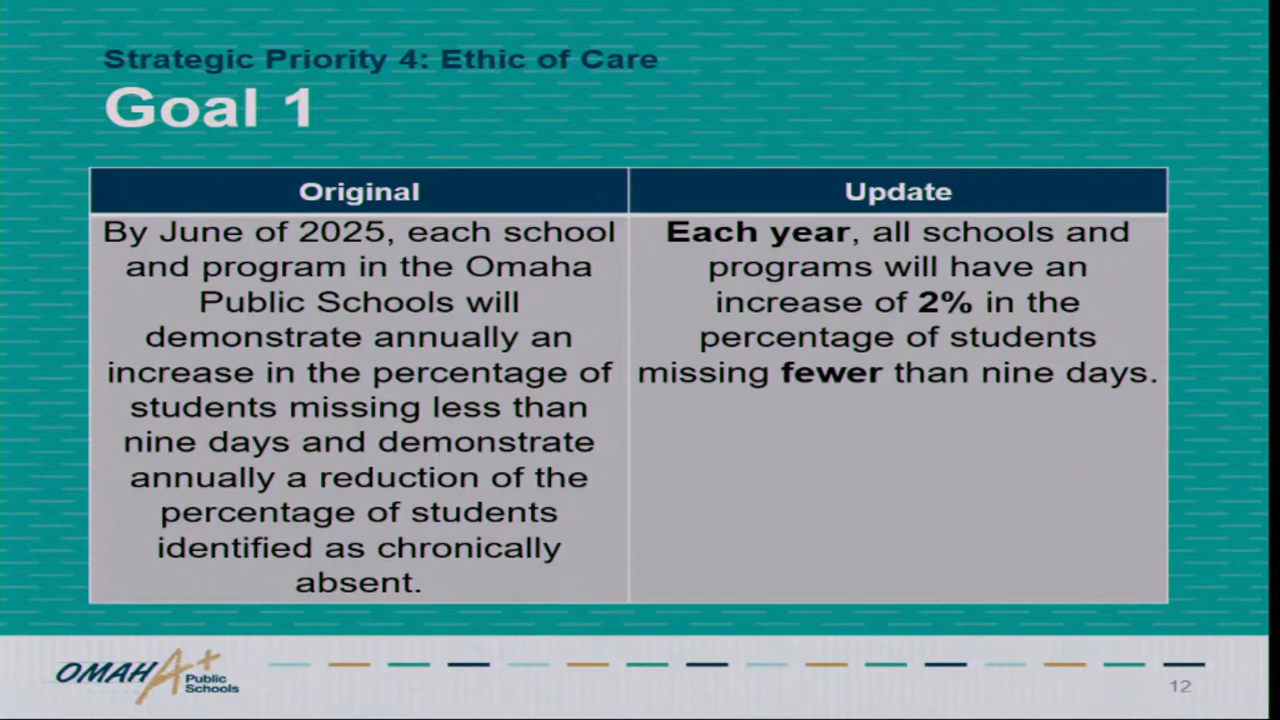 Strategic Priority 4: Ethic of Care
Goal 1
Original
By June of 2025, each school
and program in the Omaha
Public Schools will
demonstrate annually an
increase in the percentage of
students missing less than
nine days and demonstrate
annually a reduction of the
percentage of students
identified as chronically
absent.
Update
Each year, all schools and
programs will have an
increase of 2% in the
percentage of students
missing fewer than nine days.
OMAHA+
Public
Schools
12